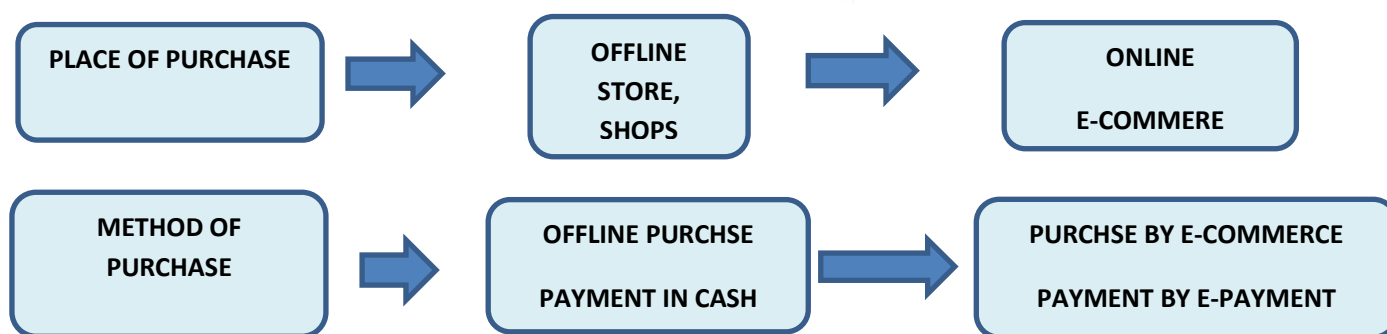 PLACE OF PURCHASE
OFFLINE
STORE,
SHOPS
ONLINE
E-COMMERE
METHOD OF
PURCHASE
OFFLINE PURCHSE
PAYMENT IN CASH
PURCHSE BY E-COMMERCE
PAYMENT BY E-PAYMENT